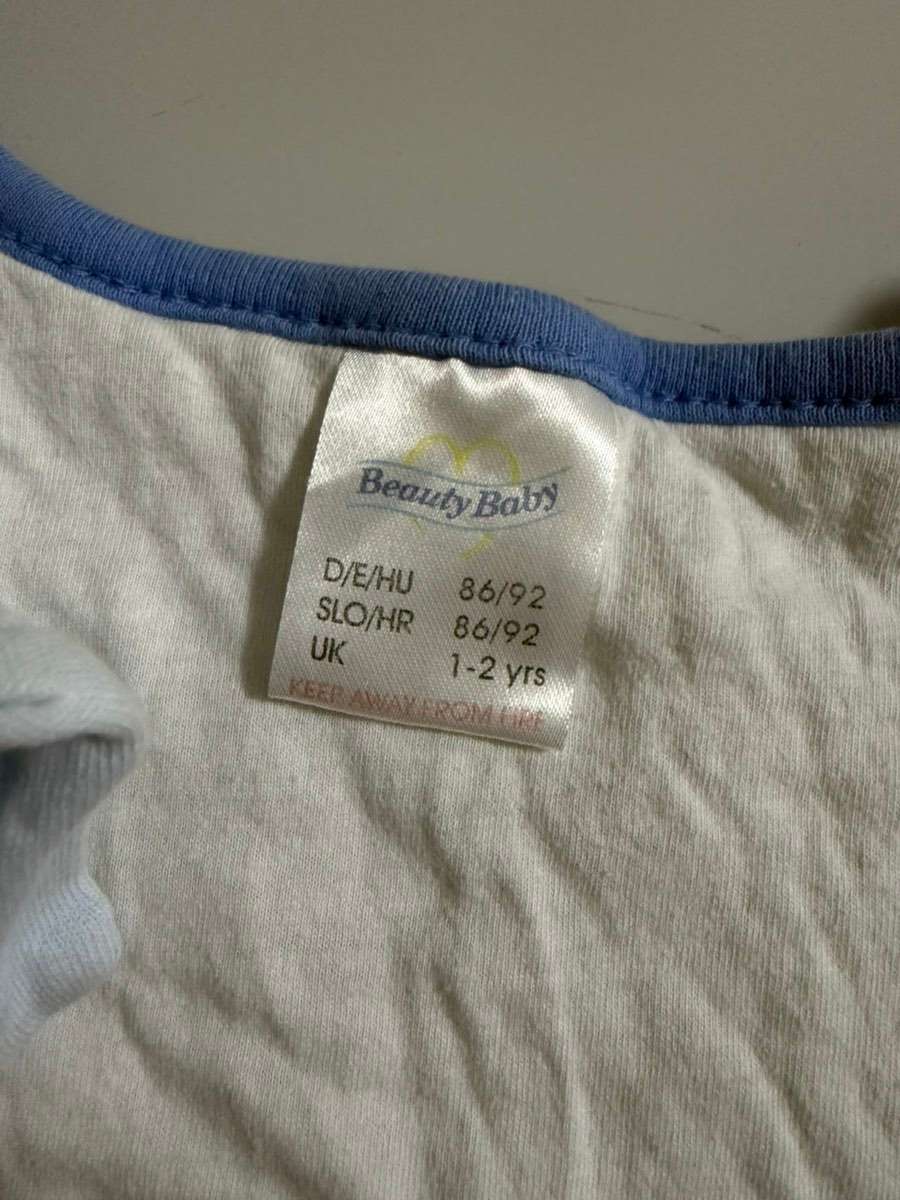 Beauty Baby
D/E/HU 86/92
SLO/HR 86/92
UK 1-2 yrs
KEEP AWAY FROM FIRE